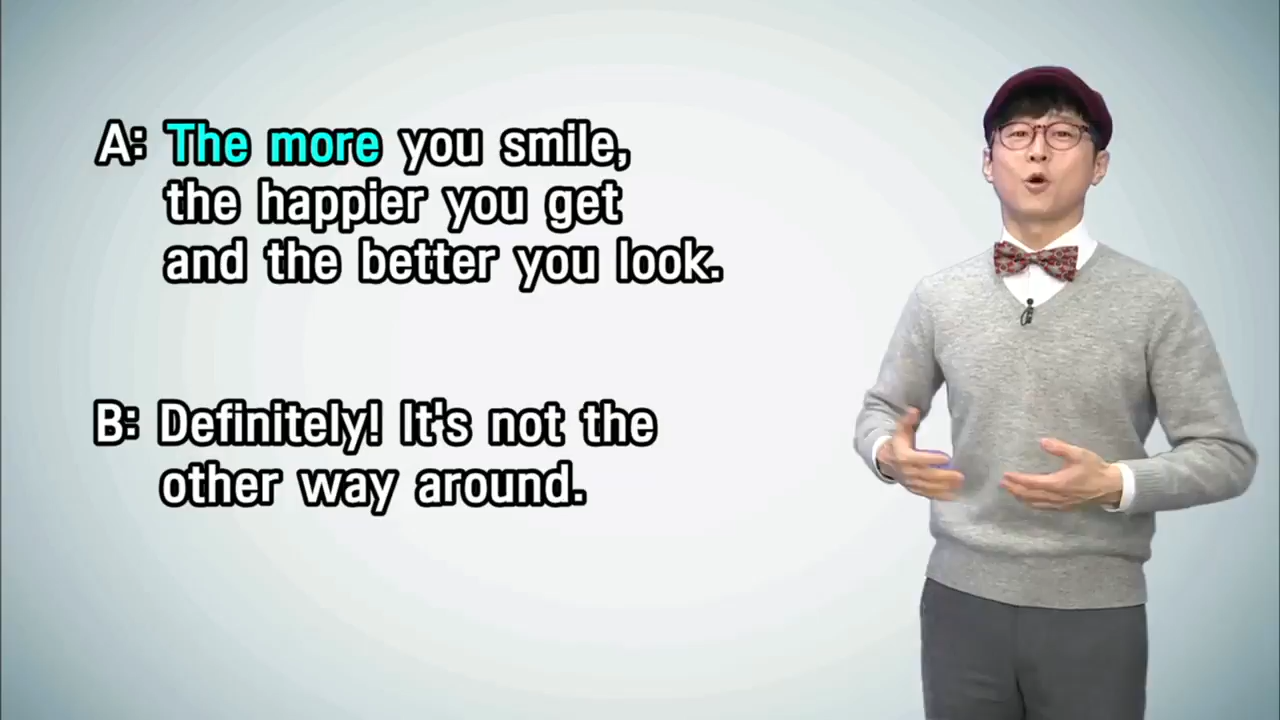 A: The more you smile,
the happier you get
and the better you look.
B: Definitely! It's not the
other way around.